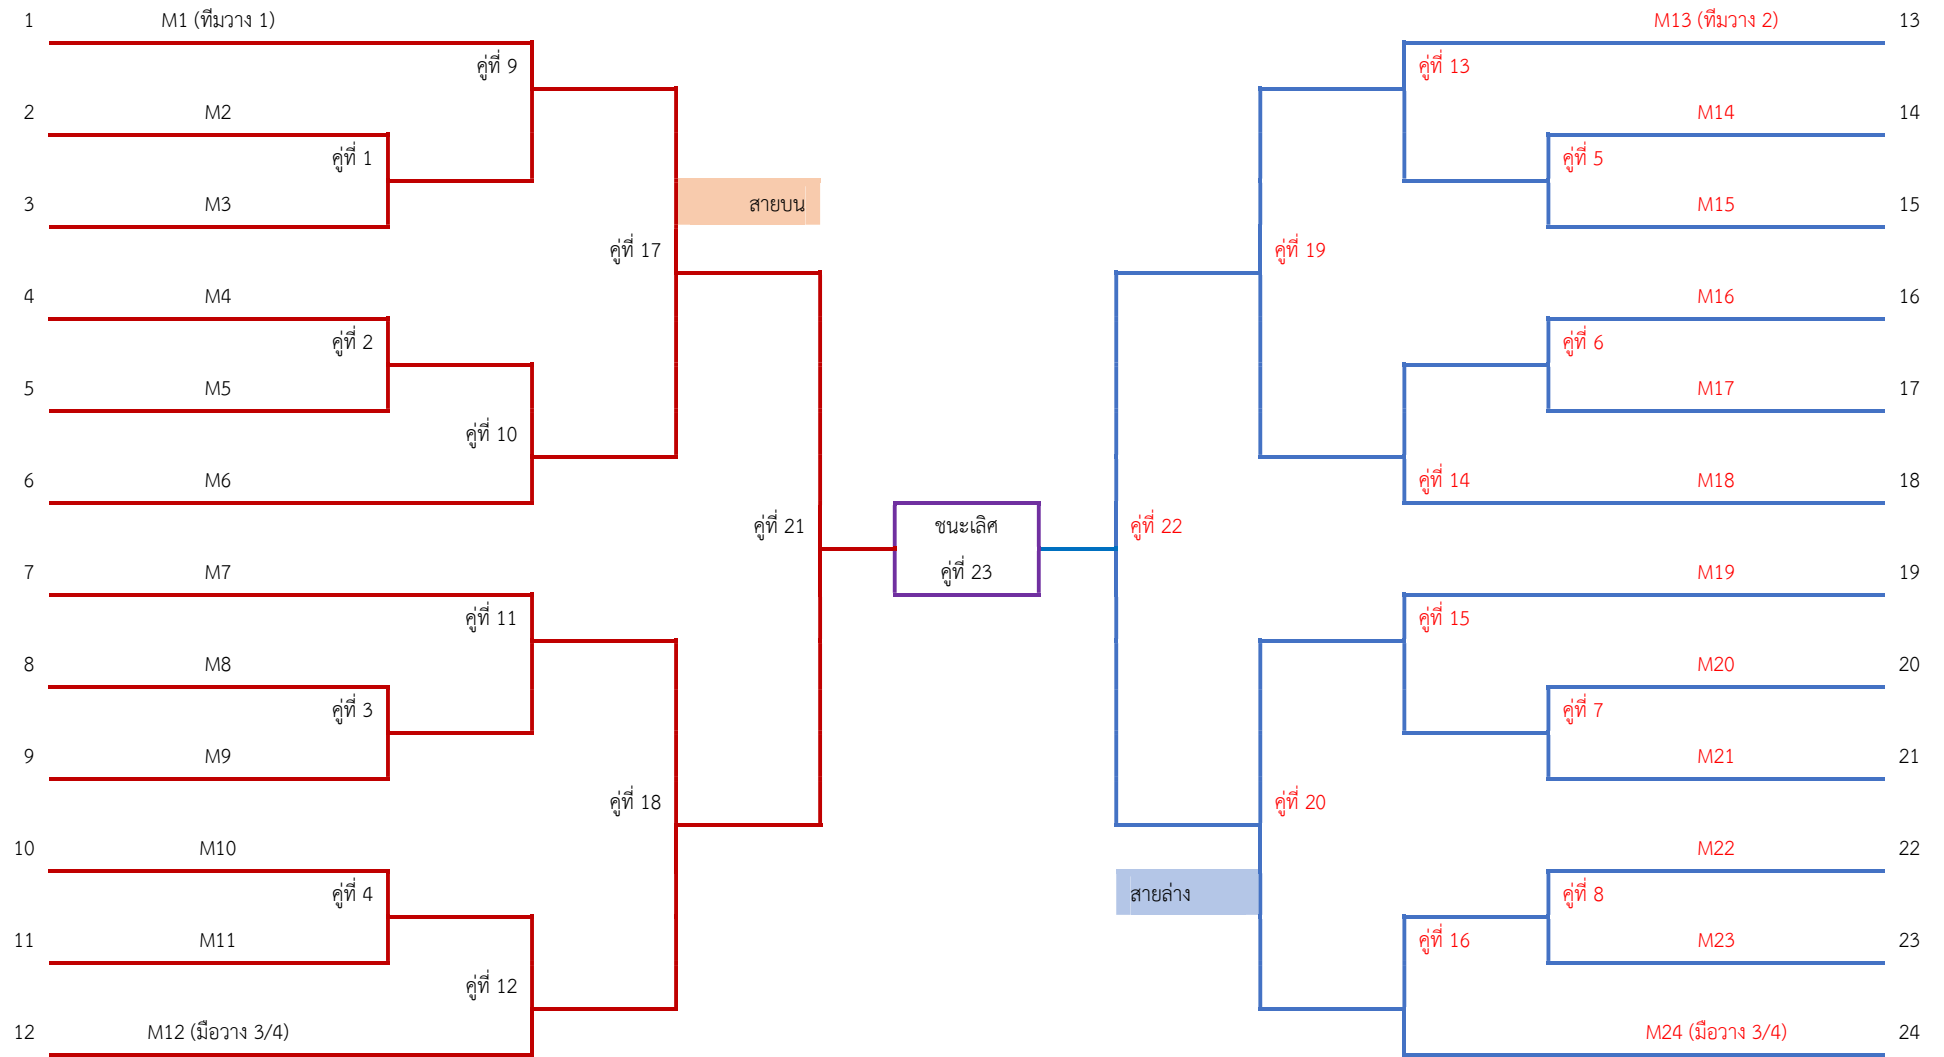 1 M1 (ทีมวาง 1) M13 (ทีมวาง 2) 13
คู่ที่ 9 คู่ที่ 13
2 M2 M14 14
คู่ที่ 1 คู่ที่ 5
3 M3 สายบน M15 15
คู่ที่ 17 คู่ที่ 19
4 M4 M16 16
คู่ที่ 2 คู่ที่ 6
5 M5 M17 17
คู่ที่ 10
6 M6 คู่ที่ 14 M18 18
คู่ที่ 21 ชนะเลิศ คู่ที่ 22
7 M7 คู่ที่ 23 M19 19
คู่ที่ 11 คู่ที่ 15
8 M8 M20 20
คู่ที่ 3 คู่ที่ 7
9 M9 M21 21
คู่ที่ 18 คู่ที่ 20
10 M10 M22 22
คู่ที่ 4 สายล่าง คู่ที่ 8
11 M11 คู่ที่ 16 M23 23
คู่ที่ 12
12 M12 (มือวาง 3/4) M24 (มือวาง 3/4) 24